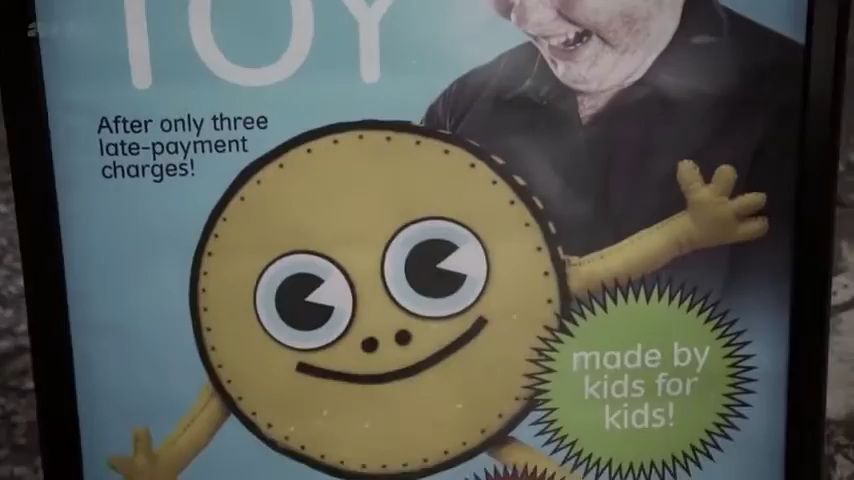 TOY
After only three
late-payment
charges!
made by
kids for
kids!